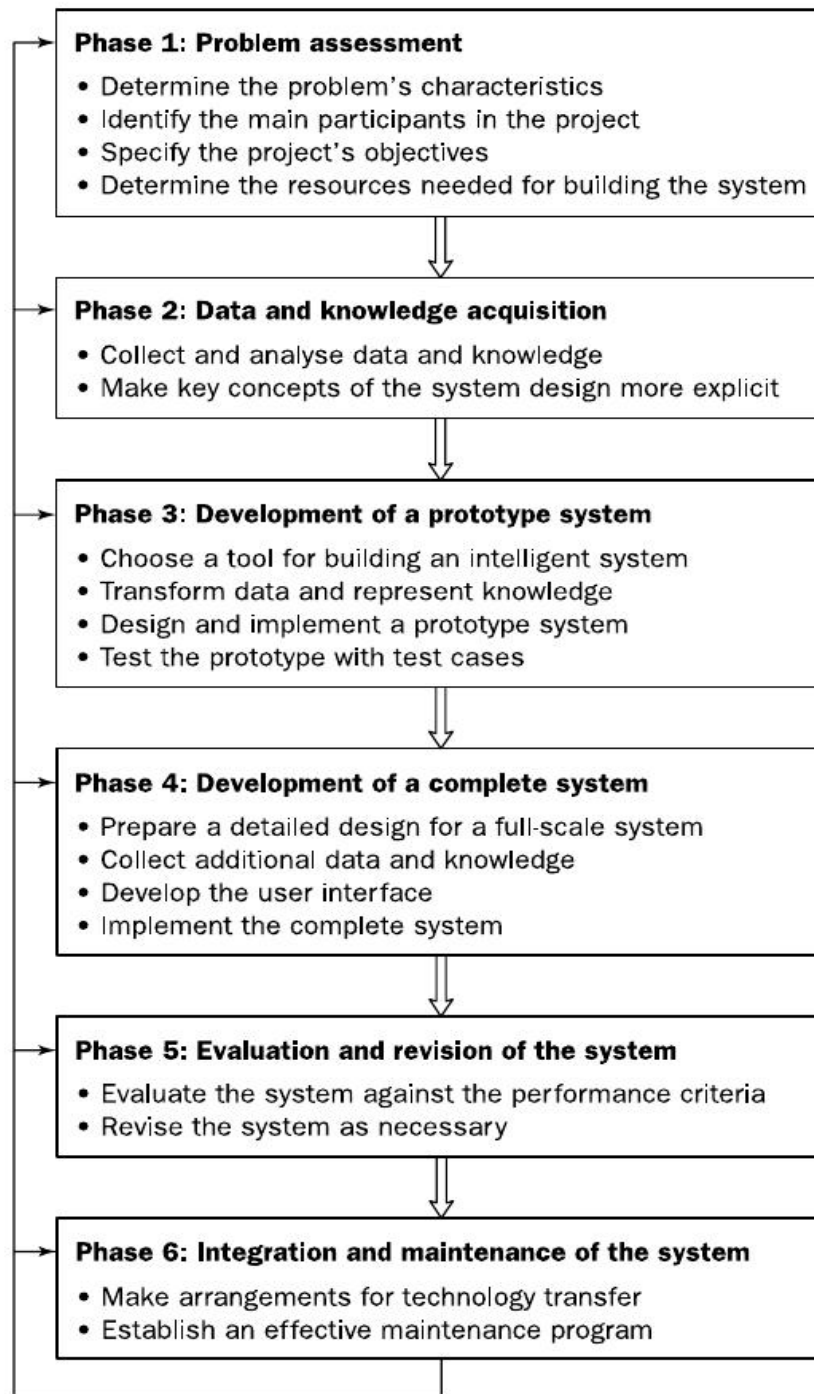 Phase 1: Problem assessment
• Determine the problem's characteristics
• Identify the main participants in the project
• Specify the project's objectives
• Determine the resources needed for building the system
Phase 2: Data and knowledge acquisition
• Collect and analyse data and knowledge
• Make key concepts of the system design more explicit
Phase 3: Development of a prototype system
• Choose a tool for building an intelligent system
• Transform data and represent knowledge
• Design and implement a prototype system
• Test the prototype with test cases
Phase 4: Development of a complete system
• Prepare a detailed design for a full-scale system
• Collect additional data and knowledge
• Develop the user interface
• Implement the complete system
Phase 5: Evaluation and revision of the system
• Evaluate the system against the performance criteria
• Revise the system as necessary
Phase 6: Integration and maintenance of the system
• Make arrangements for technology transfer
• Establish an effective maintenance program